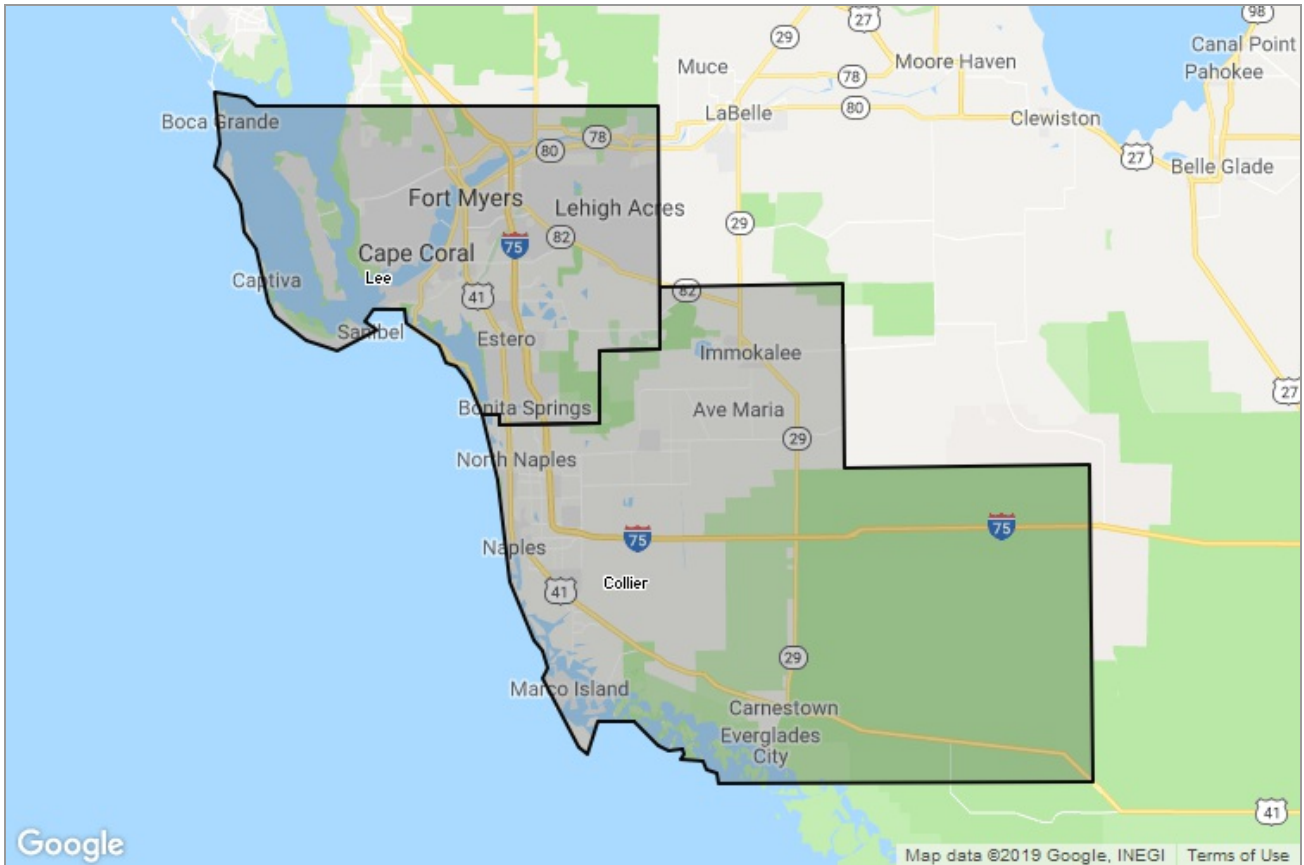 98
27
29
Canal Point
Muce
Moore Haven
Pahokee
78
LaBelle
80
Clewiston
Boca Grande
78
80
27
Belle Glade
Fort Myers
Lehigh Acres
29
82
75
Cape Coral
Lee
Captiva
41
82
Sanibel
Estero
Immokalee
27
Bonita Springs
Ave Maria
29
North Naples
75
75
Naples
Collier
41
29
Marco Island
Carnestown
Everglades
City
41
Google
Map data ©2019 Google, INEGI
Terms of Use